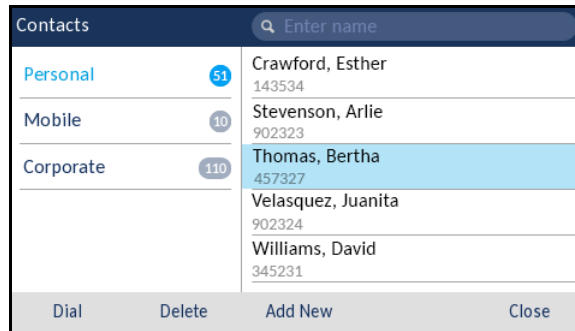 Contacts
Enter name
Personal 51
Mobile 10
Corporate 110
Crawford, Esther
143534
Stevenson, Arlie
902323
Thomas, Bertha
457327
Velasquez, Juanita
902324
Williams, David
345231
Dial Delete Add New Close